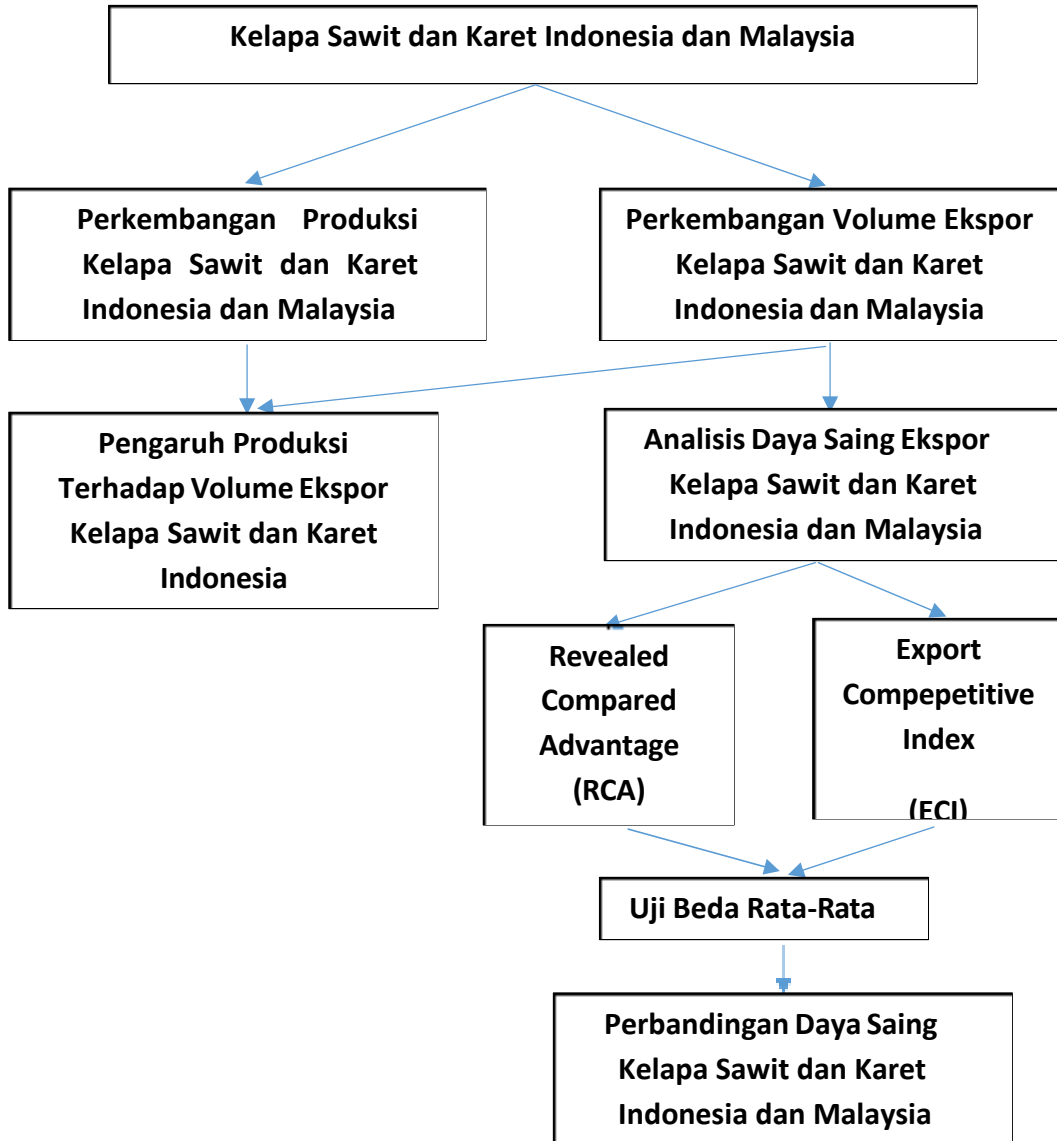 Kelapa Sawit dan Karet Indonesia dan Malaysia
Perkembangan Produksi
Kelapa Sawit dan Karet
Indonesia dan Malaysia
Perkembangan Volume Ekspor
Kelapa Sawit dan Karet
Indonesia dan Malaysia
Pengaruh Produksi
Terhadap Volume Ekspor
Kelapa Sawit dan Karet
Indonesia
Analisis Daya Saing Ekspor
Kelapa Sawit dan Karet
Indonesia dan Malaysia
Revealed
Compared
Advantage
(RCA)
Export
Compepetitive
Index
(ECI)
Uji Beda Rata-Rata
Perbandingan Daya Saing
Kelapa Sawit dan Karet
Indonesia dan Malaysia